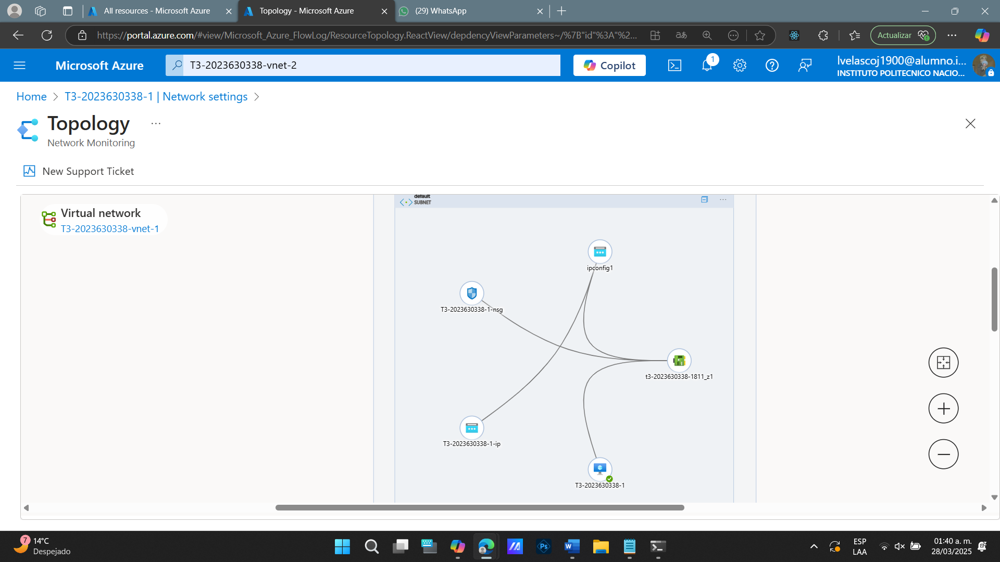 All resources - Microsoft Azure
Topology - Microsoft Azure
(29) WhatsApp
https://portal.azure.com/#view/Microsoft_Azure_FlowLog/ResourceTopology.ReactView/depdencyViewParameters~/%7B"id"%3A"%2...
aあ
Actualizar
Microsoft Azure
T3-2023630338-vnet-2
Copilot
1
lvelascoj1900@alumno.i...
INSTITUTO POLITECNICO NACIO...
Home > T3-2023630338-1 | Network settings >
Topology ...
Network Monitoring
New Support Ticket
default
SUBNET
Virtual network
T3-2023630338-vnet-1
ipconfig1
T3-2023630338-1-nsg
t3-2023630338-1811_z1
T3-2023630338-1-ip
T3-2023630338-1
7
14°C
Despejado
Ps
W
ESP
LAA
01:40 a. m.
28/03/2025